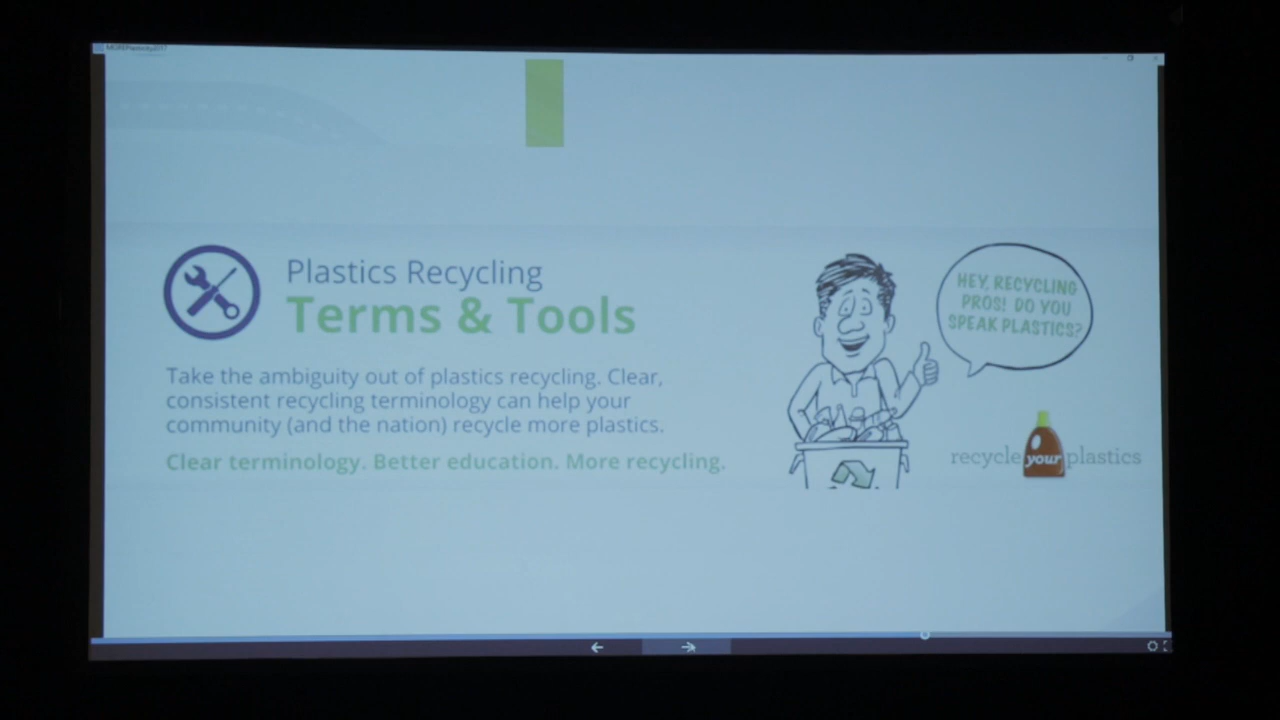 Plastics Recycling
Terms & Tools
Take the ambiguity out of plastics recycling. Clear,
consistent recycling terminology can help your
community (and the nation) recycle more plastics.
Clear terminology. Better education. More recycling.
HEY, RECYCLING
PROS! DO YOU
SPEAK PLASTICS?
recycle your plastics